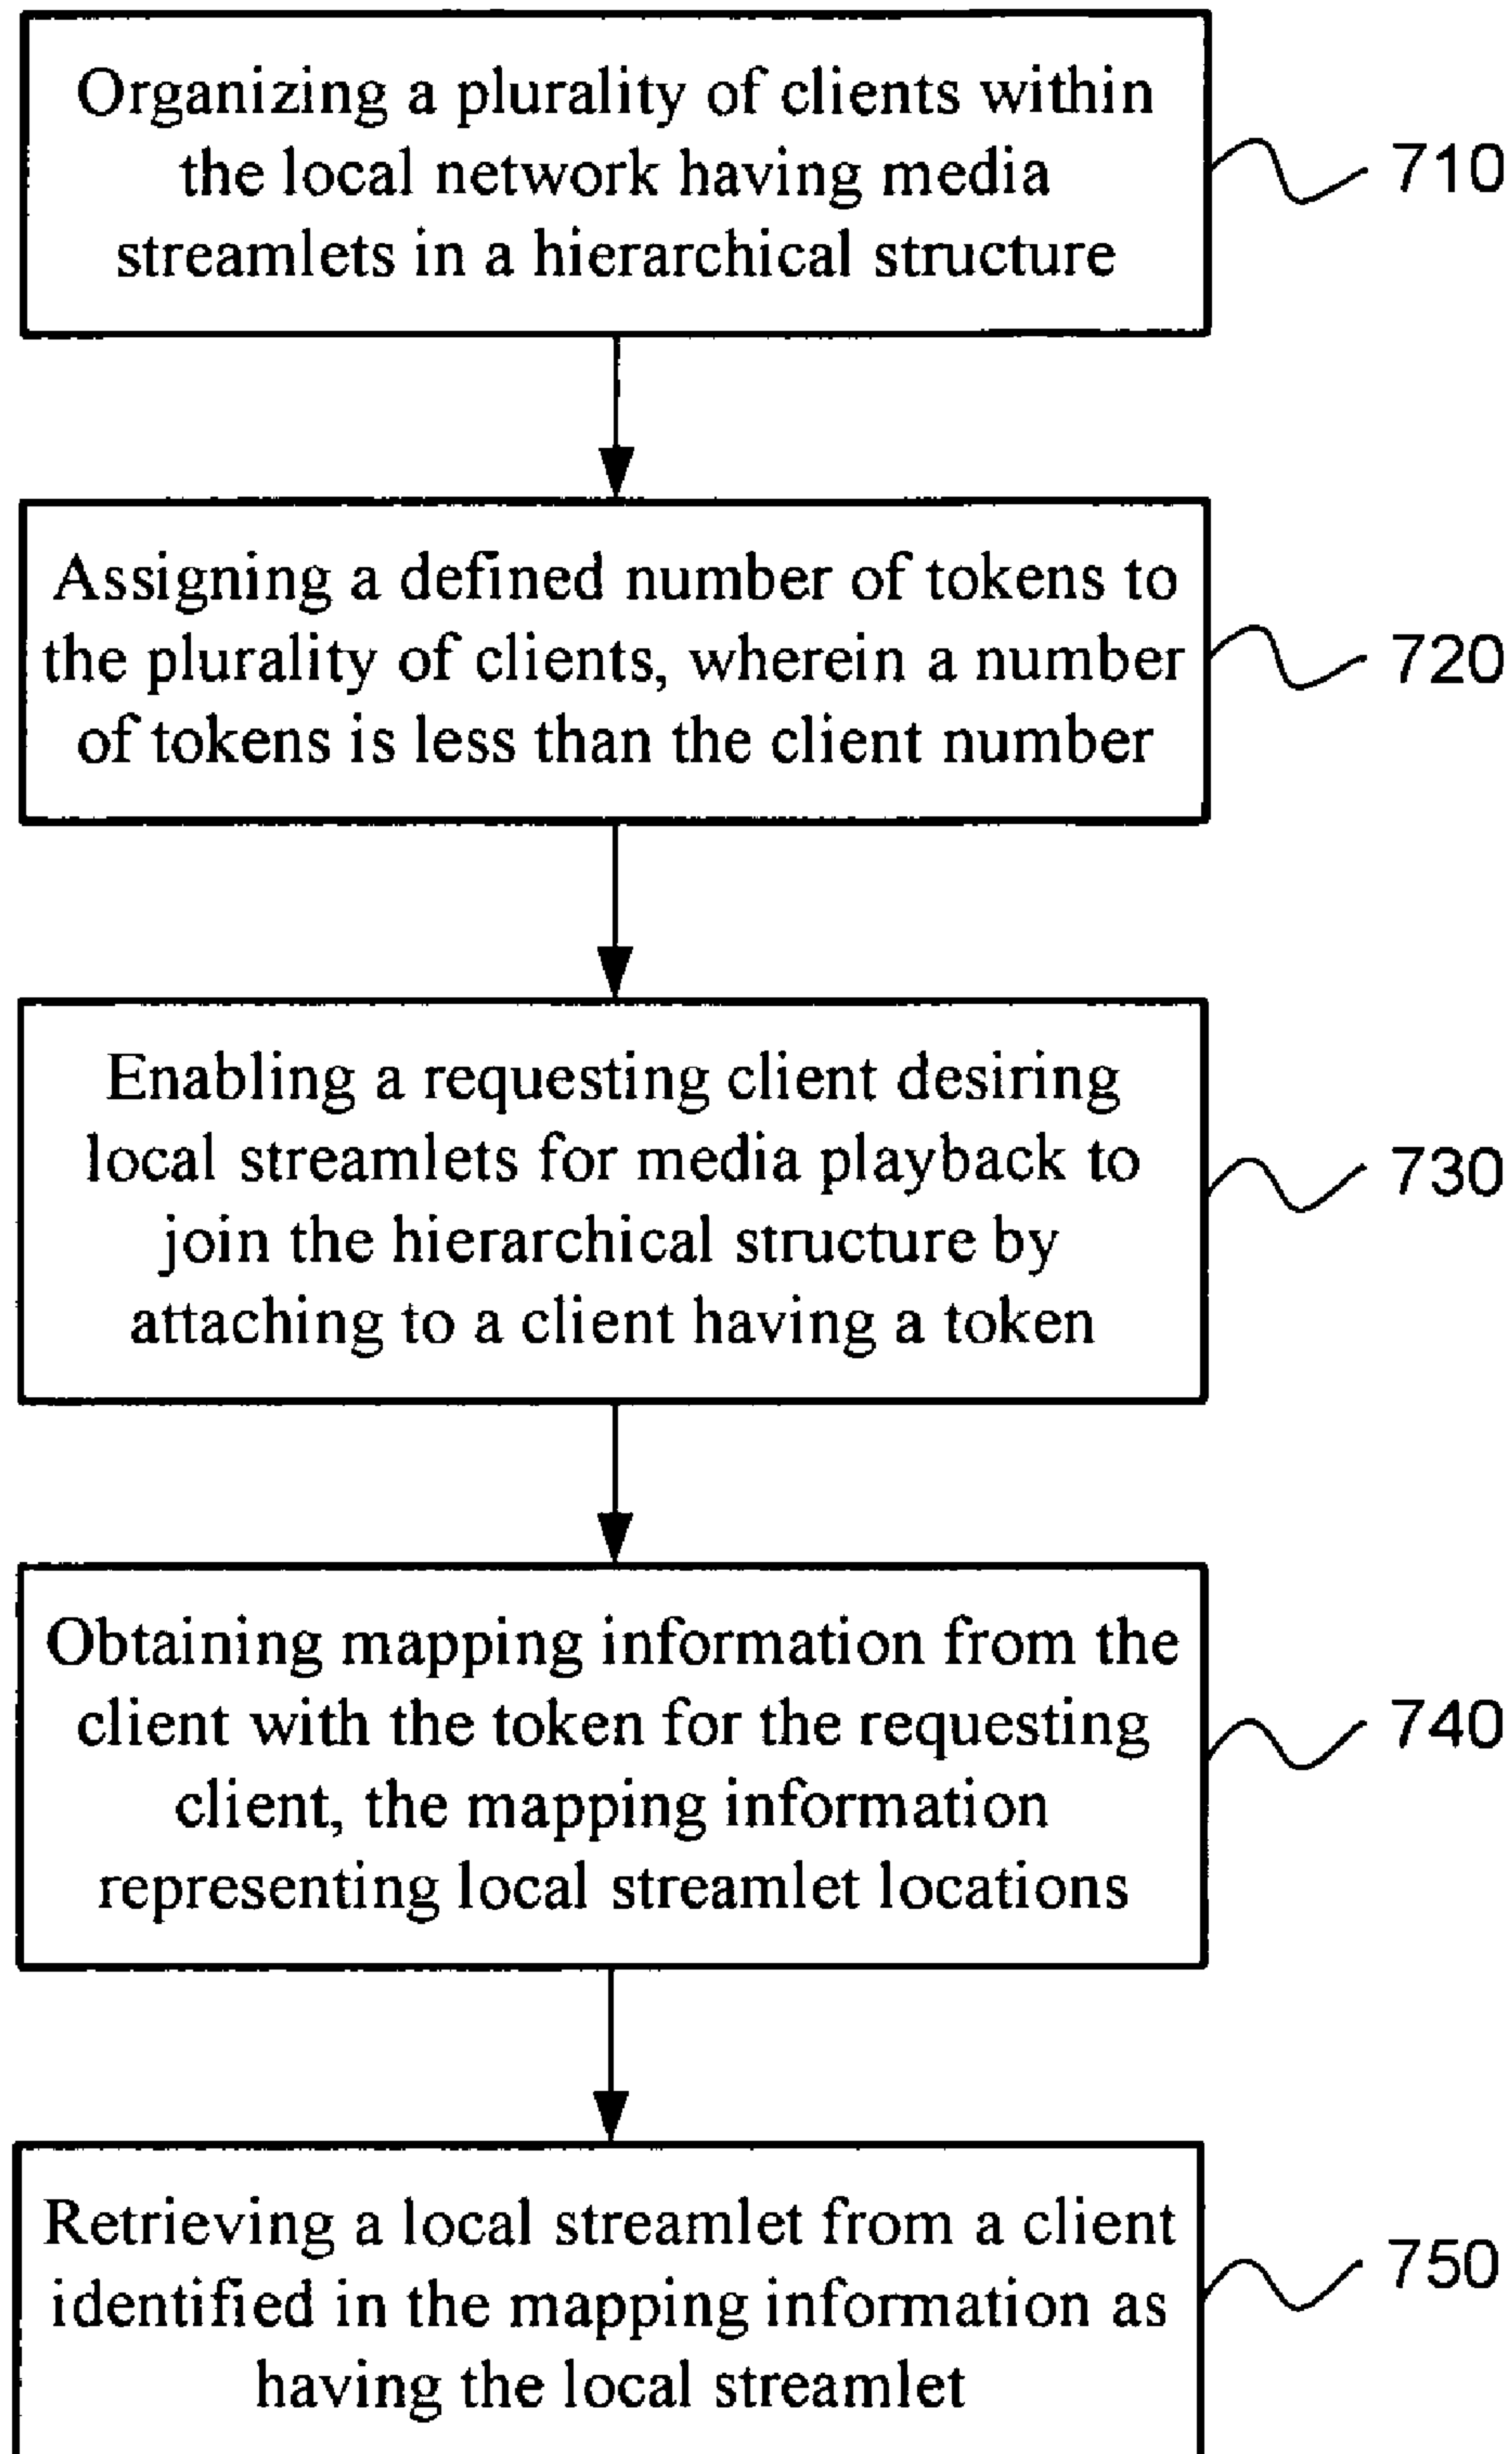 Organizing a plurality of clients within
the local network having media
streamlets in a hierarchical structure
710
Assigning a defined number of tokens to
the plurality of clients, wherein a number
of tokens is less than the client number
720
Enabling a requesting client desiring
local streamlets for media playback to
join the hierarchical structure by
attaching to a client having a token
730
Obtaining mapping information from the
client with the token for the requesting
client, the mapping information
representing local streamlet locations
740
Retrieving a local streamlet from a client
identified in the mapping information as
having the local streamlet
750